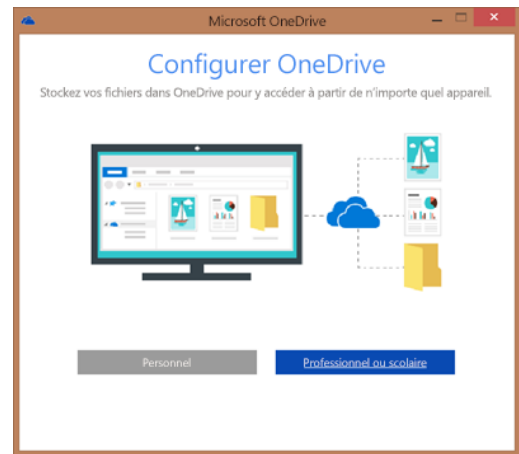 Microsoft OneDrive
Configurer OneDrive
Stockez vos fichiers dans OneDrive pour y accéder à partir de n'importe quel appareil.
Personnel
Professionnel ou scolaire